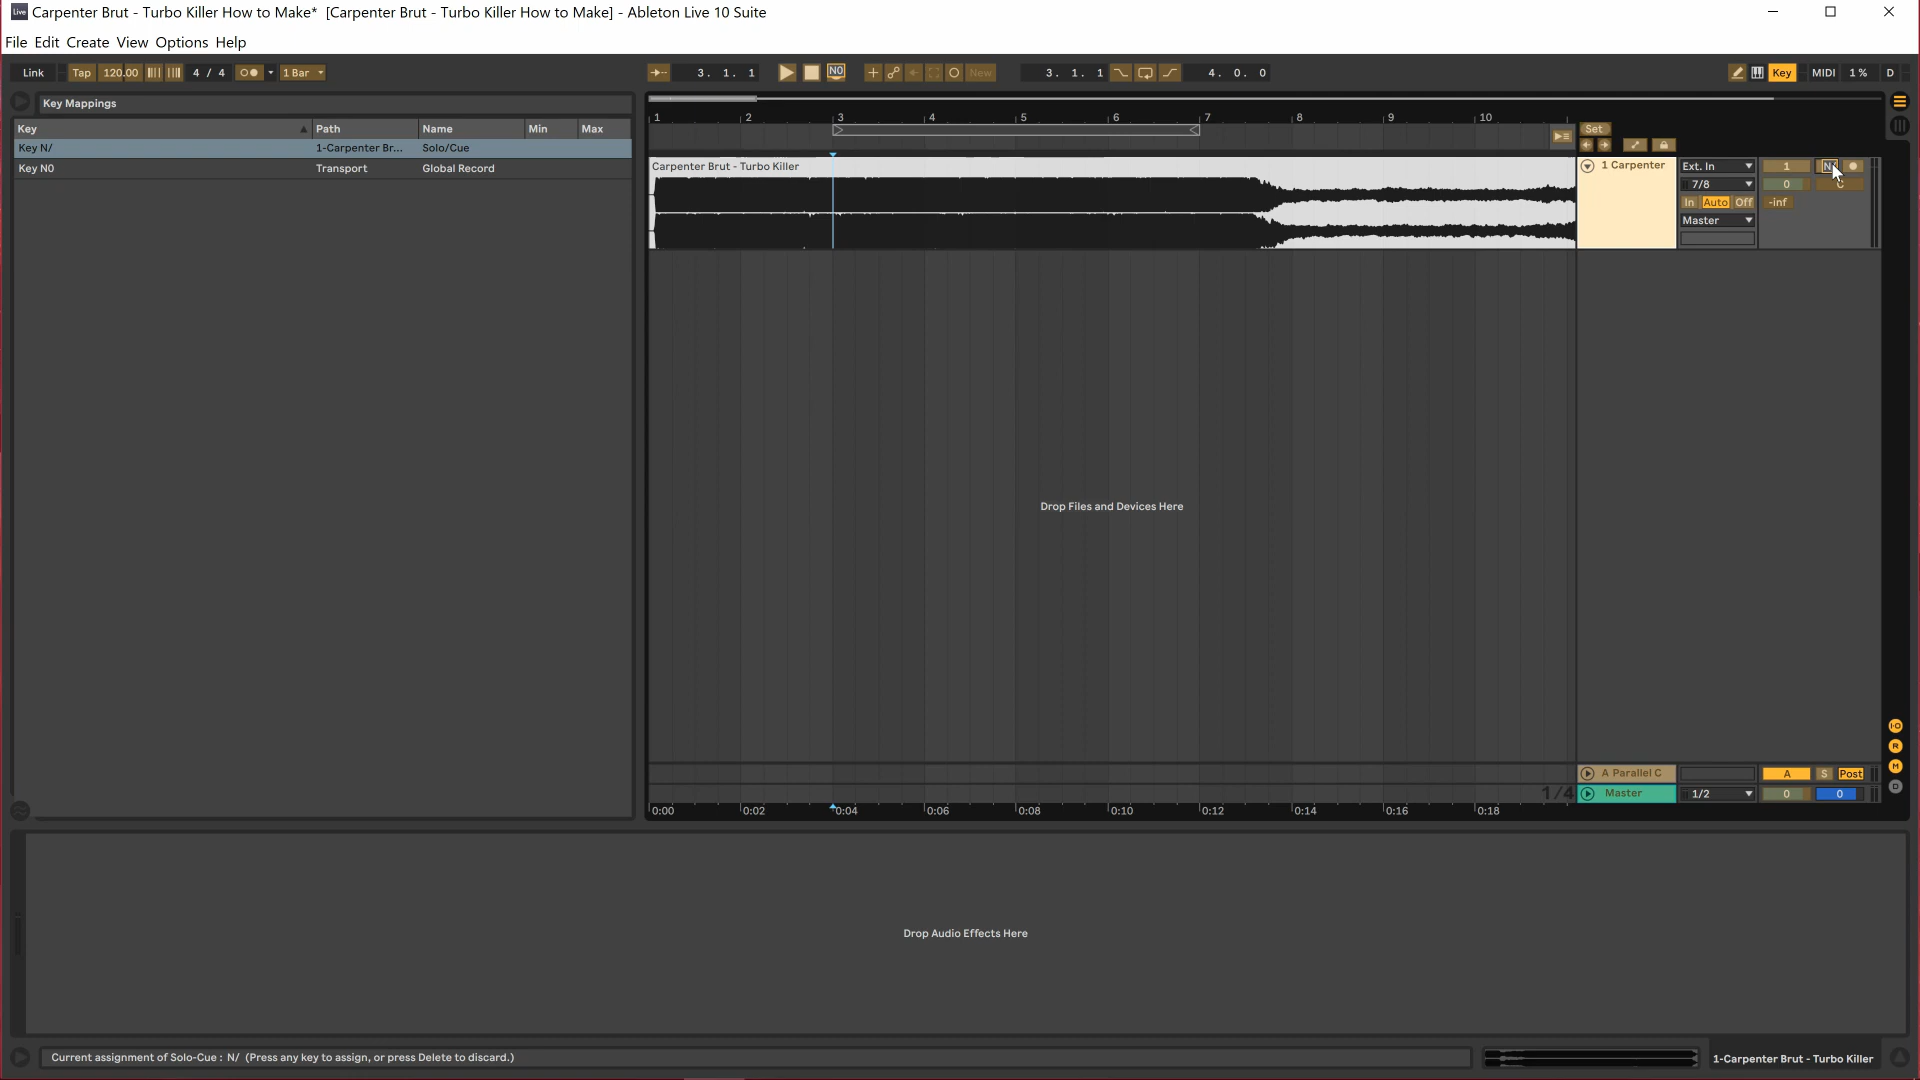 Live Carpenter Brut - Turbo Killer How to Make* [Carpenter Brut - Turbo Killer How to Make] - Ableton Live 10 Suite
File Edit Create View Options Help
Link Tap 120.00 4 / 4 1 Bar 3. 1. 1 N0 New 3. 1. 1 4. 0. 0 Key MIDI 1 % D
Key Mappings
Key Path Name Min Max
Key N/ 1-Carpenter Br... Solo/Cue
Key N0 Transport Global Record
1 2 3 4 5 6 7 8 9 10
Set
Carpenter Brut - Turbo Killer
1 Carpenter Ext. In 1
7/8 0 C
In Auto Off -inf
Master
Drop Files and Devices Here
A Parallel C A S Post
1/4 Master 1/2 0 0
0:00 0:02 0:04 0:06 0:08 0:10 0:12 0:14 0:16 0:18
I·O
R
M
D
Drop Audio Effects Here
Current assignment of Solo-Cue : N/ (Press any key to assign, or press Delete to discard.)
1-Carpenter Brut - Turbo Killer